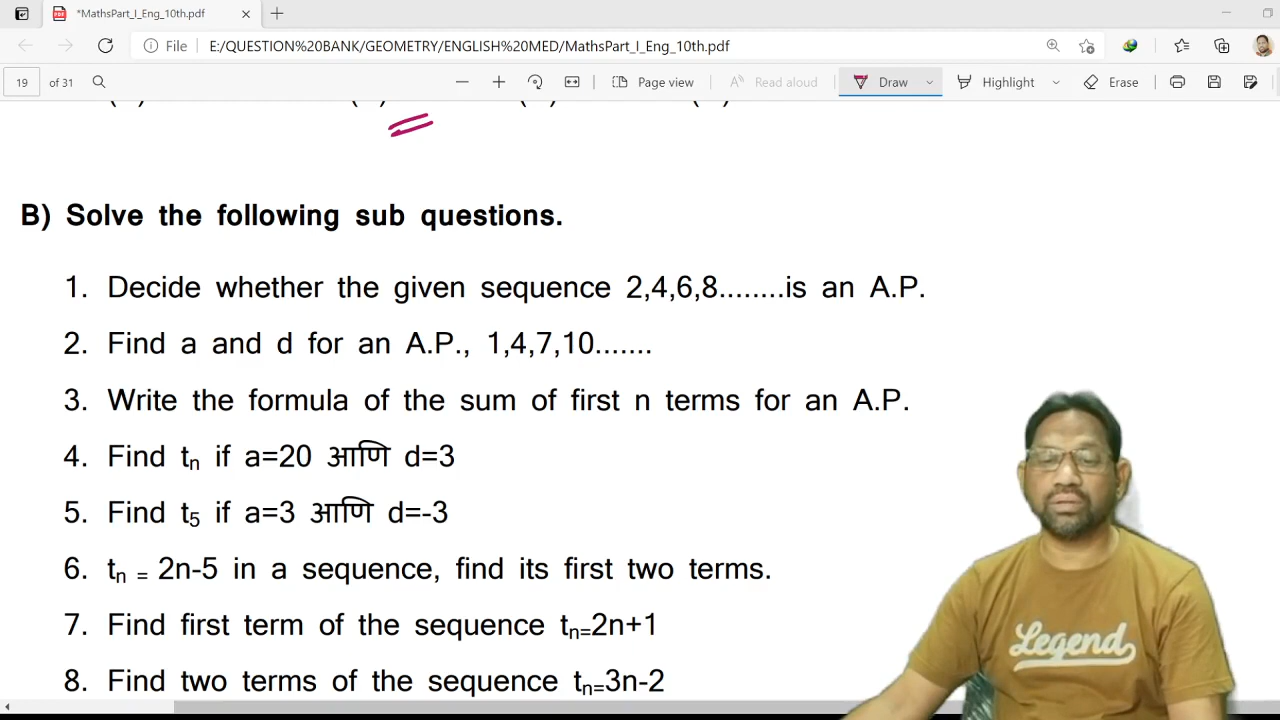 *MathsPart_I_Eng_10th.pdf
File E:/QUESTION%20BANK/GEOMETRY/ENGLISH%20MED/MathsPart_I_Eng_10th.pdf
19 of 31 Page view Read aloud Draw Highlight Erase
B) Solve the following sub questions.
1. Decide whether the given sequence 2,4,6,8........is an A.P.
2. Find a and d for an A.P., 1,4,7,10.......
3. Write the formula of the sum of first n terms for an A.P.
4. Find tn if a=20 आणि d=3
5. Find t5 if a=3 आणि d=-3
6. tn = 2n-5 in a sequence, find its first two terms.
7. Find first term of the sequence tn=2n+1
8. Find two terms of the sequence tn=3n-2
Legend